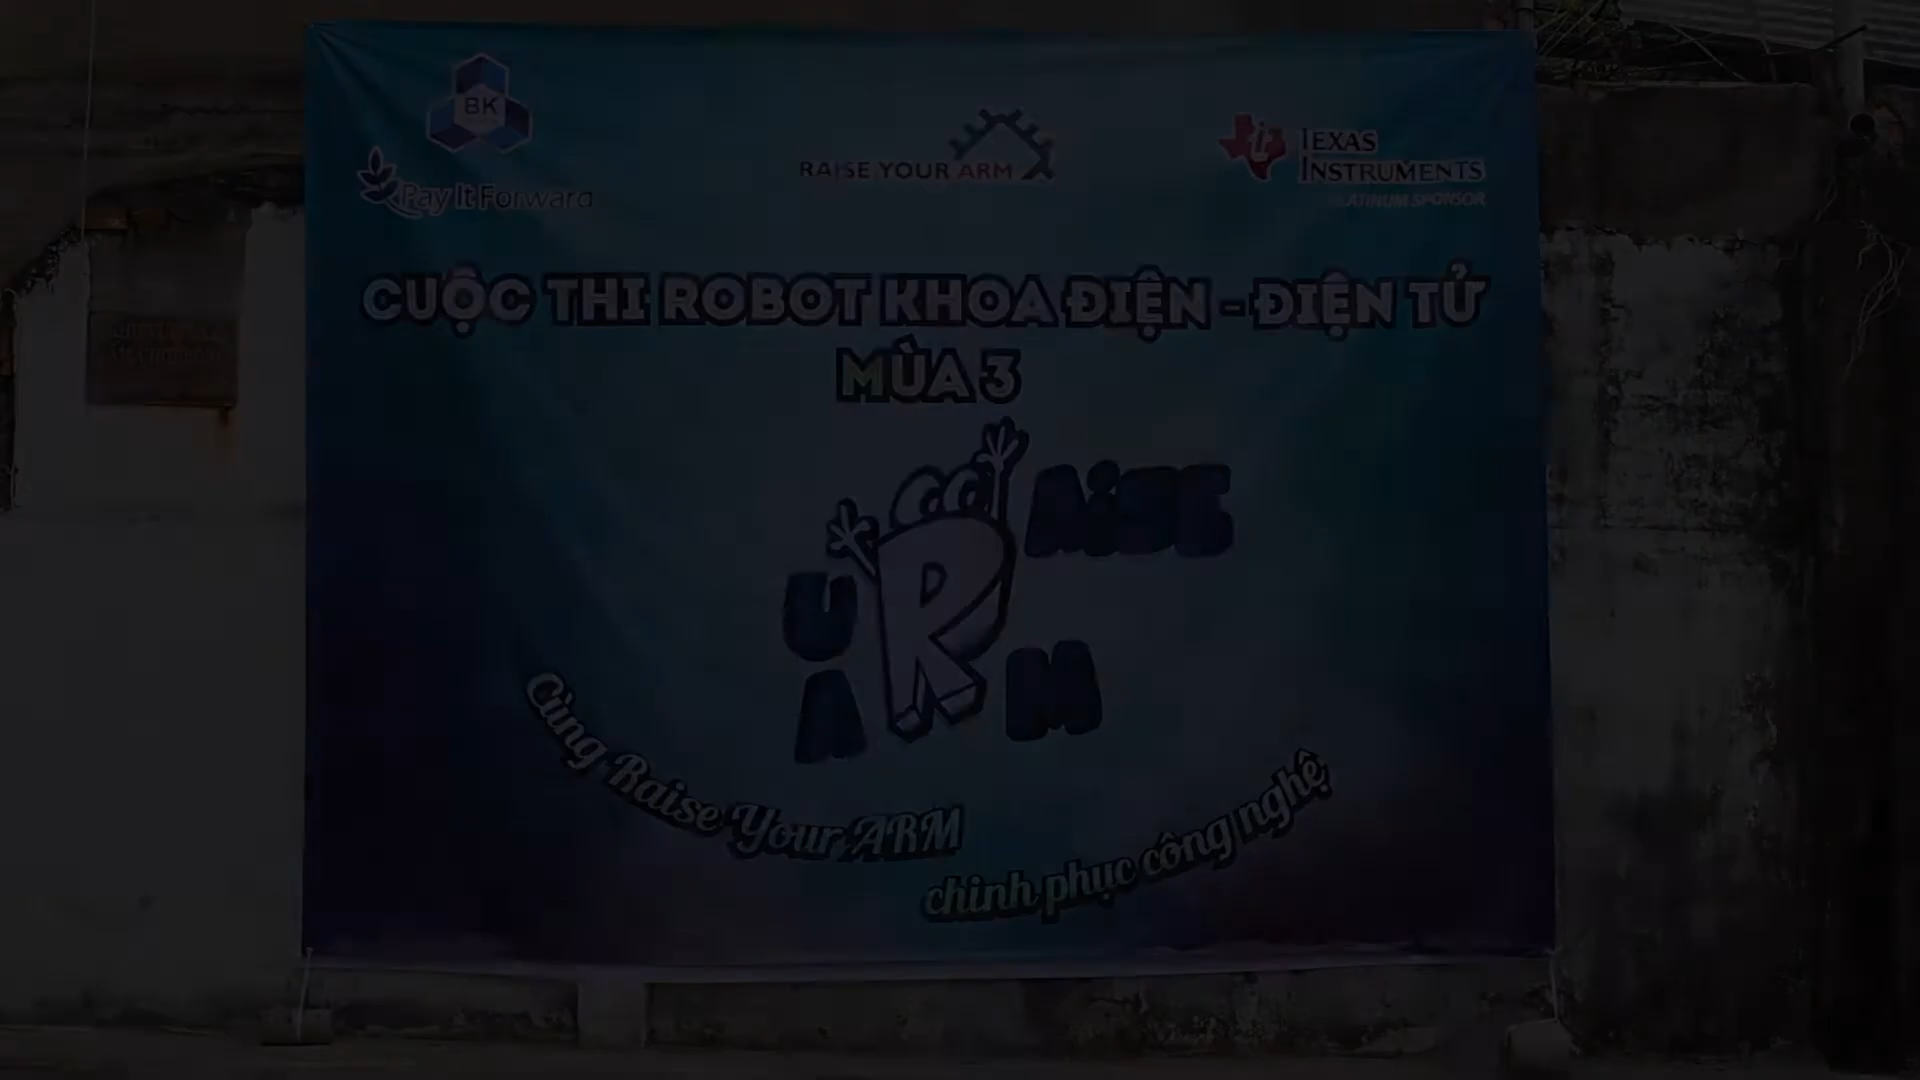 BK
Pay It Forward
RAISE YOUR ARM
TEXAS
INSTRUMENTS
PLATINUM SPONSOR
CUỘC THI ROBOT KHOA ĐIỆN - ĐIỆN TỬ
MÙA 3
RAISE
U R
ARM
Cùng Raise Your ARM
chinh phục công nghệ